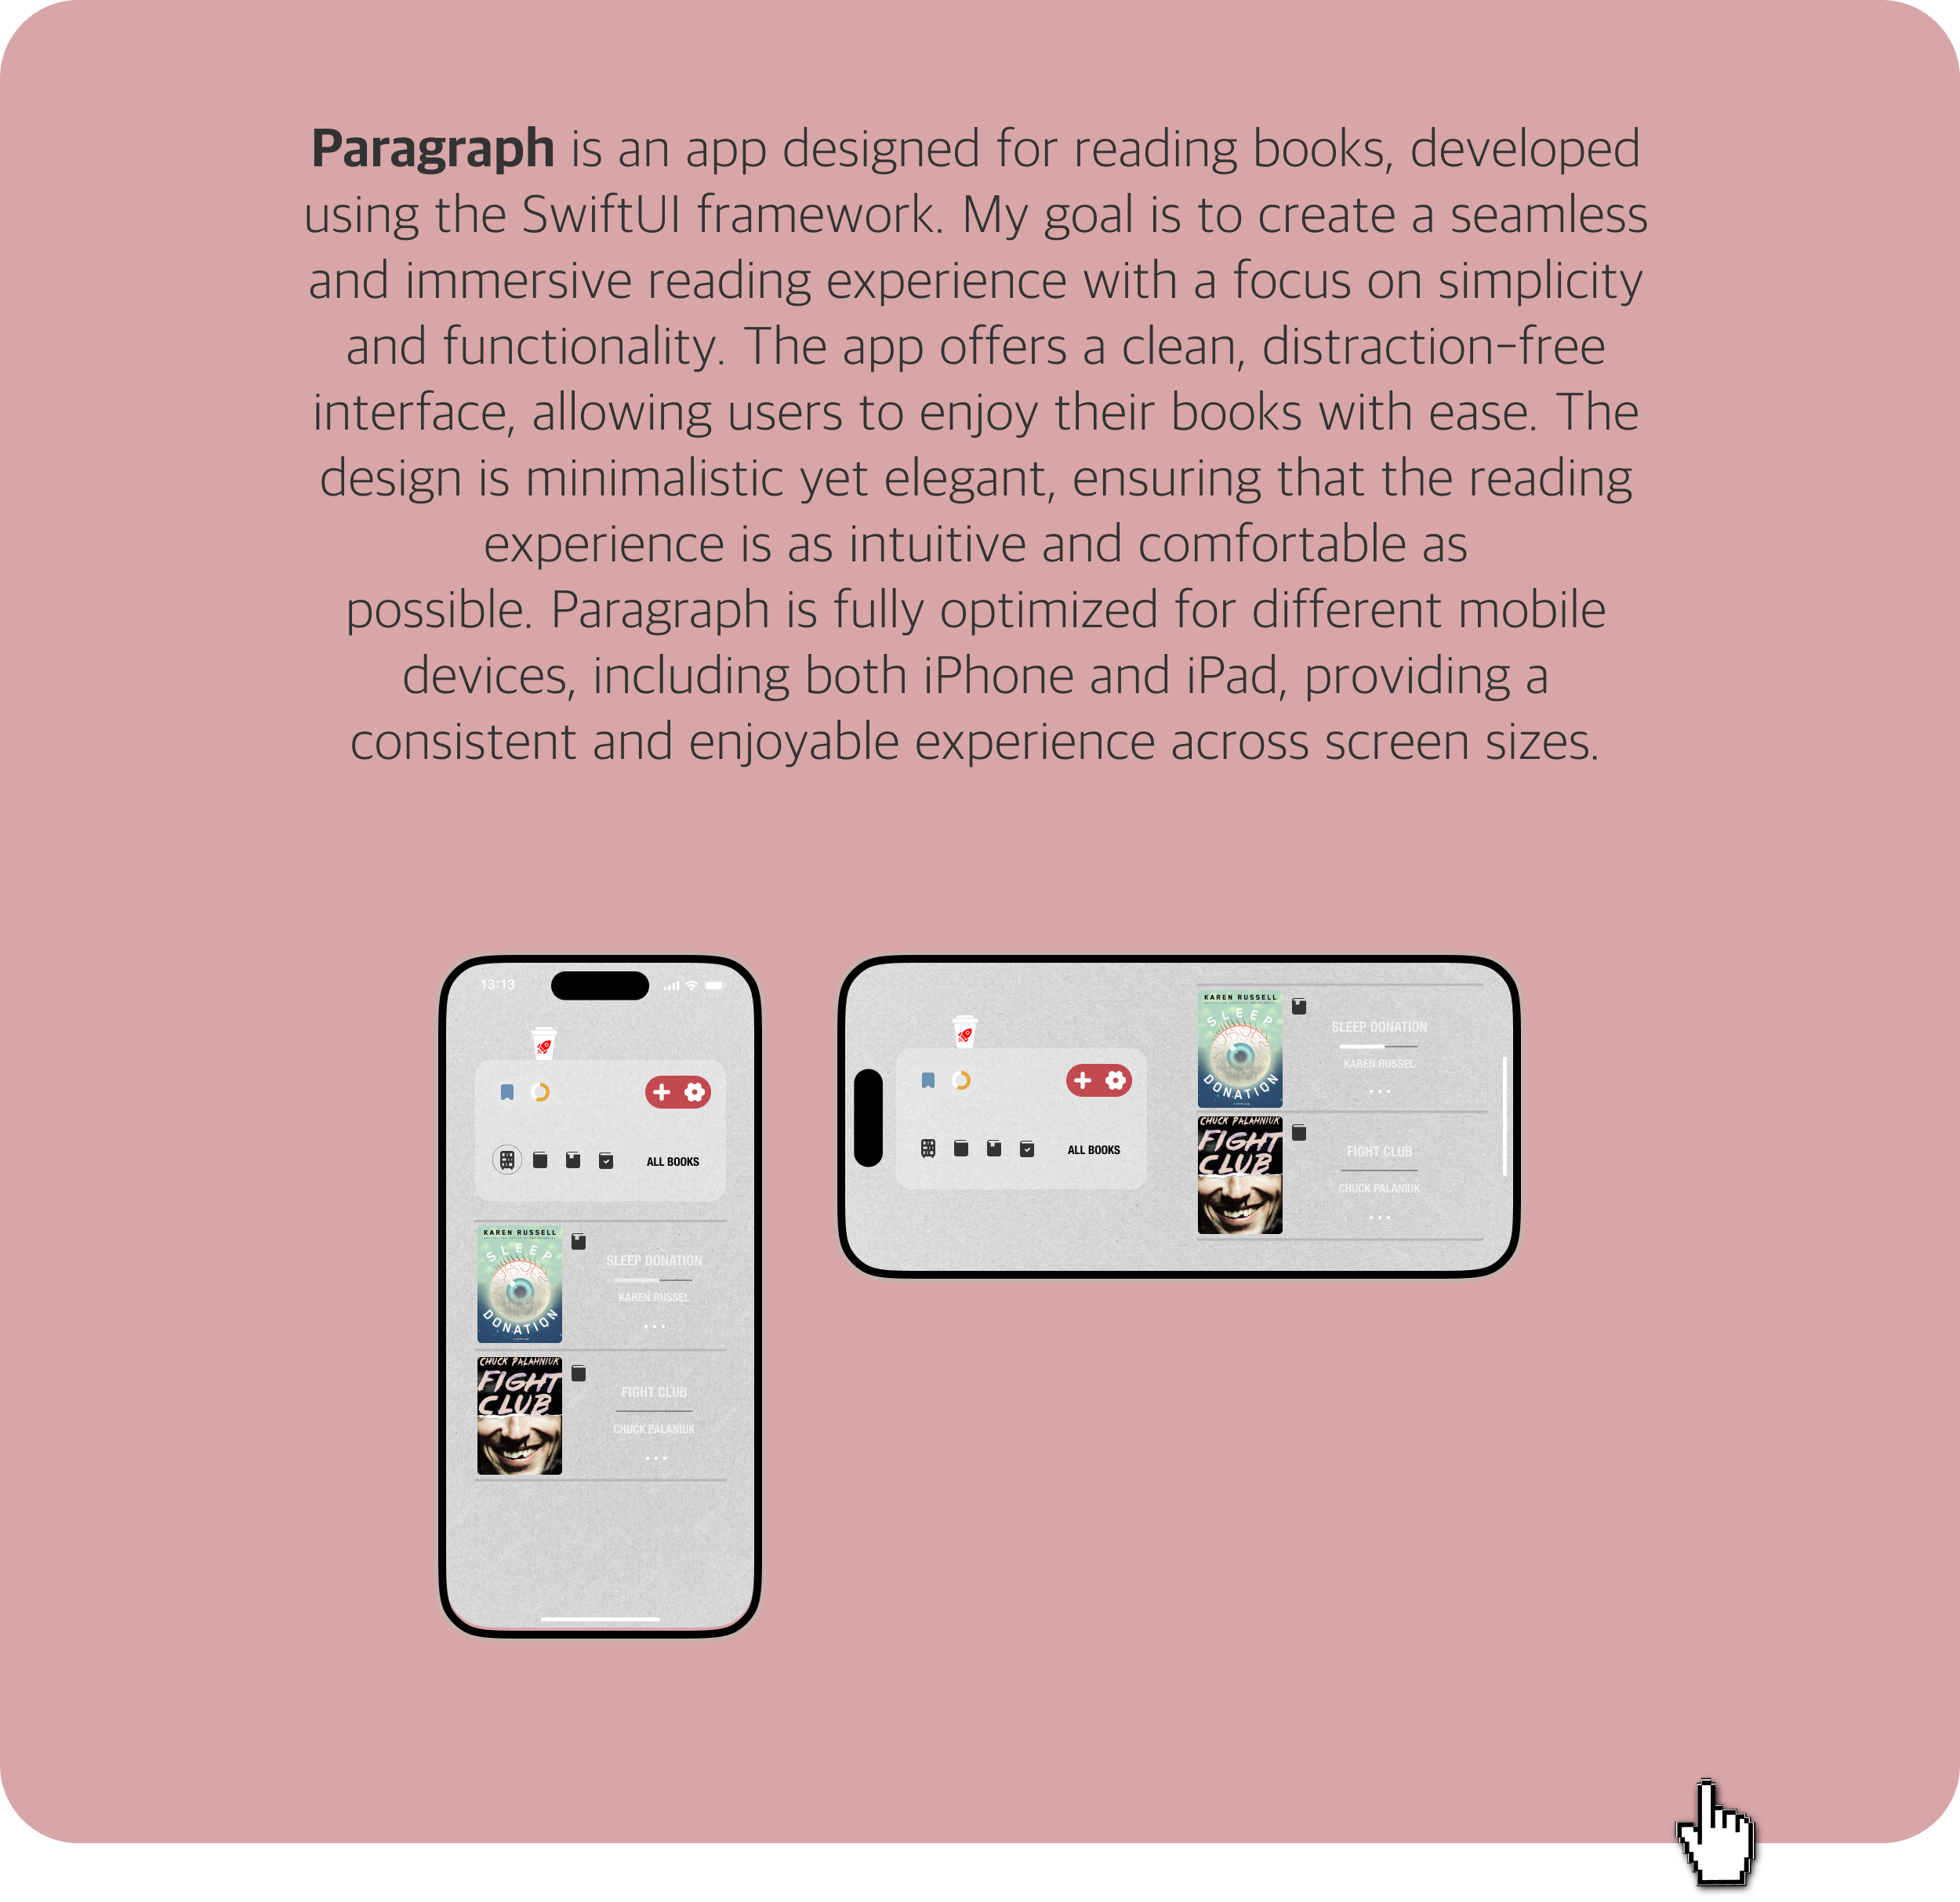 Paragraph is an app designed for reading books, developed
using the SwiftUI framework. My goal is to create a seamless
and immersive reading experience with a focus on simplicity
and functionality. The app offers a clean, distraction-free
interface, allowing users to enjoy their books with ease. The
design is minimalistic yet elegant, ensuring that the reading
experience is as intuitive and comfortable as
possible. Paragraph is fully optimized for different mobile
devices, including both iPhone and iPad, providing a
consistent and enjoyable experience across screen sizes.
13:13
ALL BOOKS
KAREN RUSSELL
SLEEP
DONATION
SLEEP DONATION
KAREN RUSSEL
CHUCK PALAHNIUK
FIGHT
CLUB
FIGHT CLUB
CHUCK PALANIUK
ALL BOOKS
KAREN RUSSELL
SLEEP
DONATION
SLEEP DONATION
KAREN RUSSEL
CHUCK PALAHNIUK
FIGHT
CLUB
FIGHT CLUB
CHUCK PALANIUK